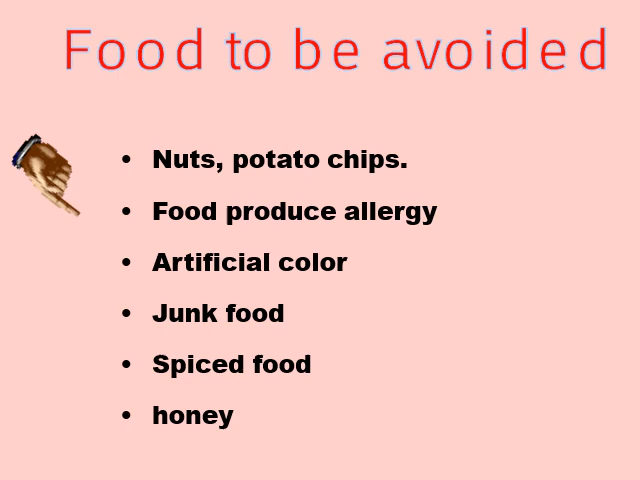 Food to be avoided
• Nuts, potato chips.
• Food produce allergy
• Artificial color
• Junk food
• Spiced food
• honey